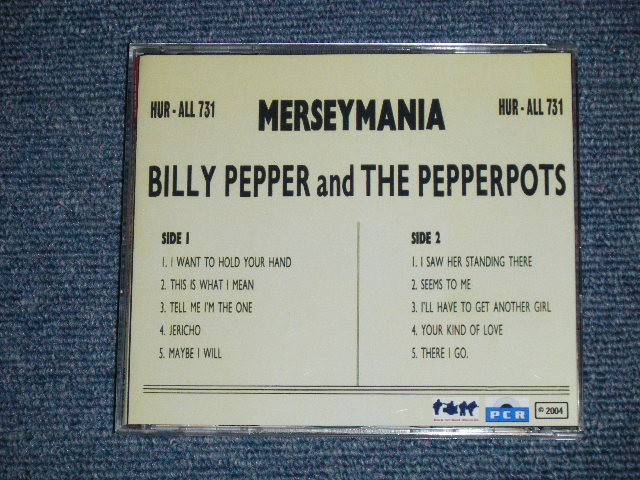 HUR - ALL 731
MERSEYMANIA
HUR - ALL 731
BILLY PEPPER and THE PEPPERPOTS
SIDE 1
1. I WANT TO HOLD YOUR HAND
2. THIS IS WHAT I MEAN
3. TELL ME I'M THE ONE
4. JERICHO
5. MAYBE I WILL
SIDE 2
1. I SAW HER STANDING THERE
2. SEEMS TO ME
3. I'LL HAVE TO GET ANOTHER GIRL
4. YOUR KIND OF LOVE
5. THERE I GO.
PCR
© 2004